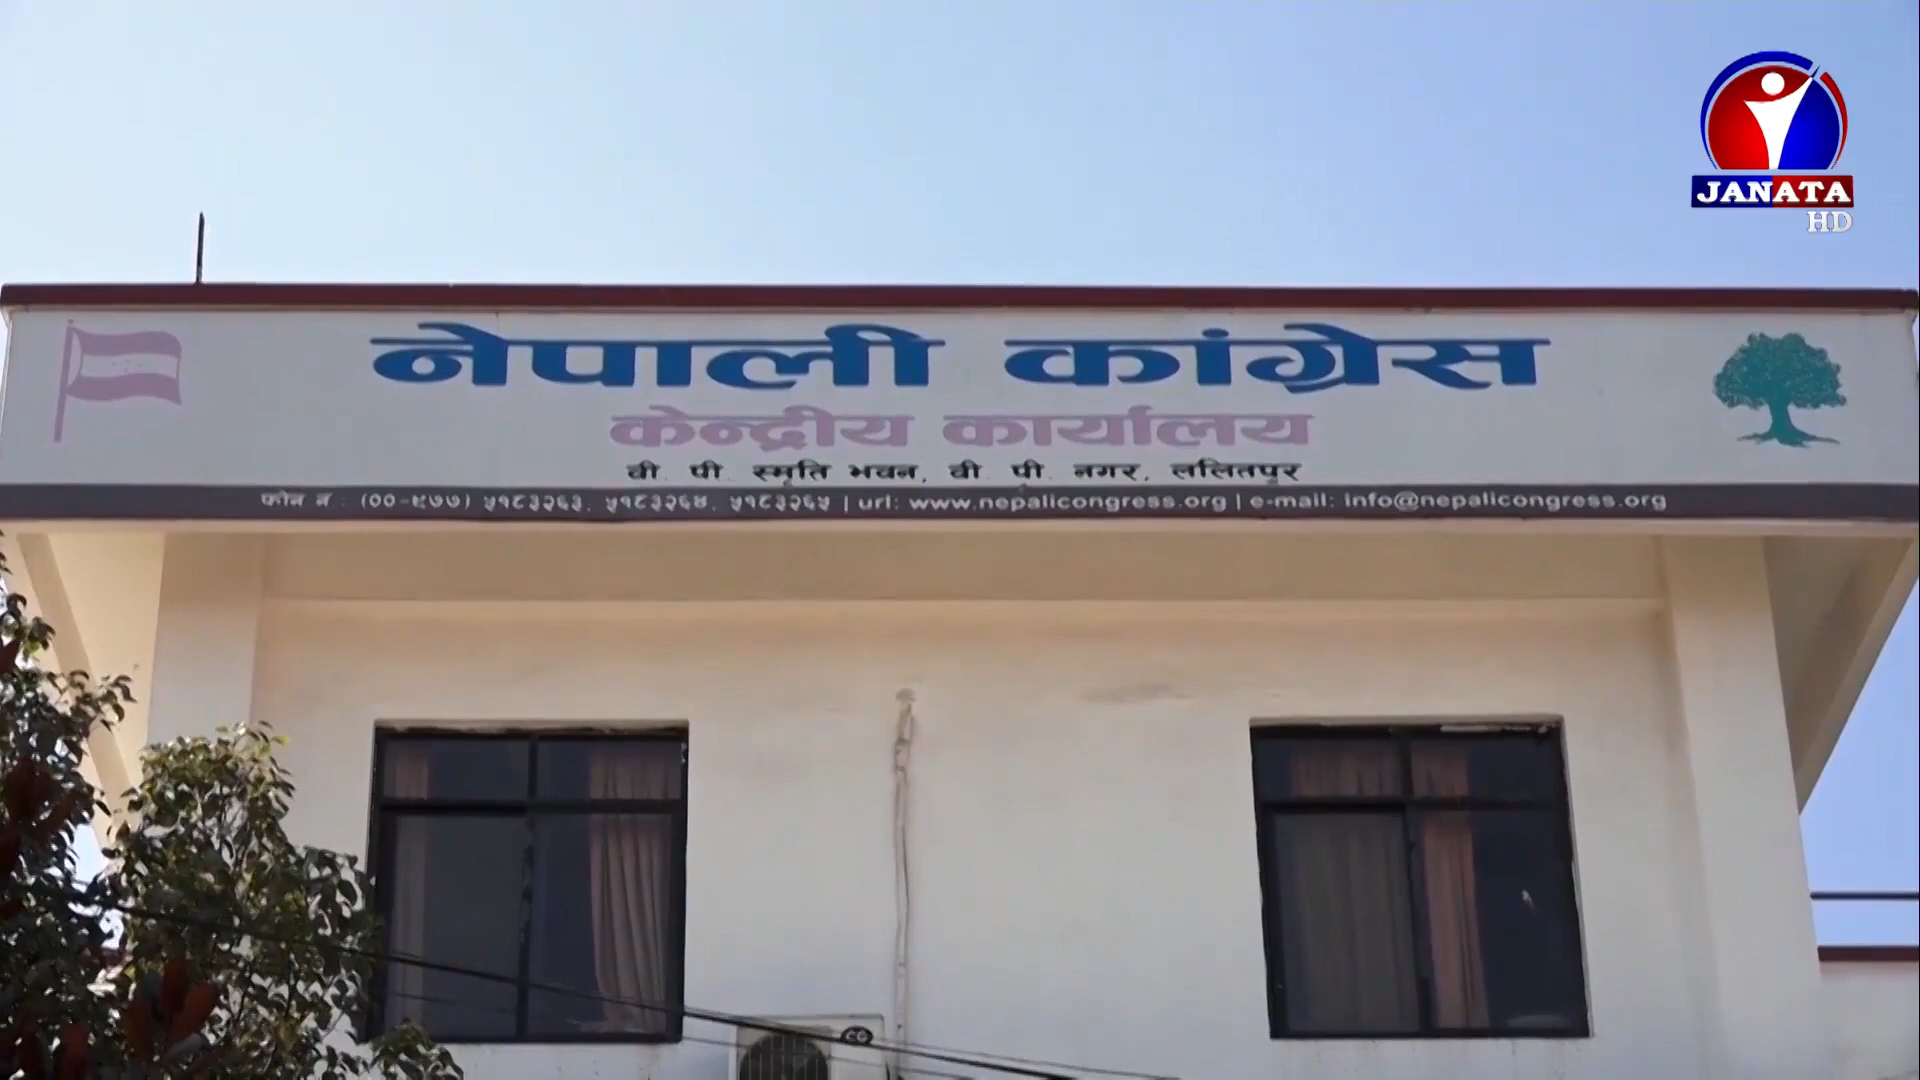 JANATA
HD
नेपाली कांग्रेस
केन्द्रीय कार्यालय
बी. पी. स्मृति भवन, बी. पी. नगर, ललितपुर
फोन नं : (00-९७७) ५१८३२६३, ५१८३२६४, ५१८३२६५ | url: www.nepalicongress.org | e-mail: info@nepalicongress.org